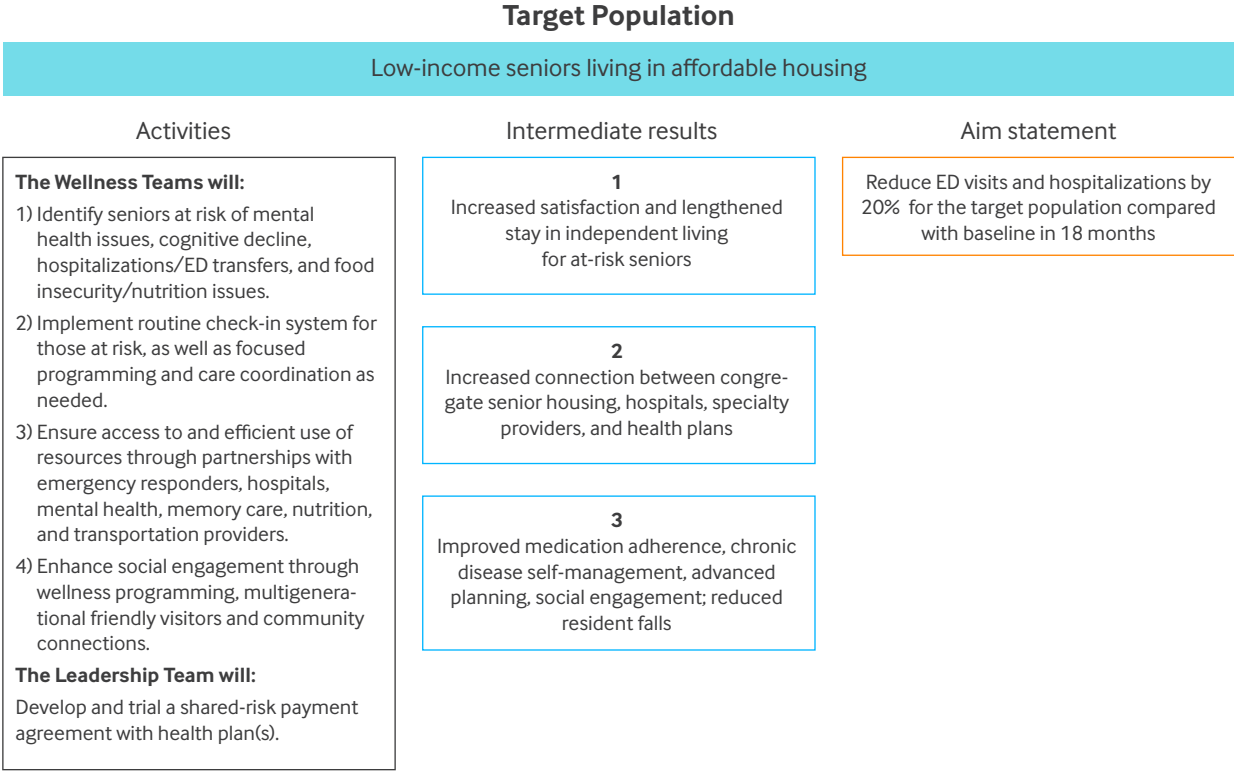 Target Population
Low-income seniors living in affordable housing
Activities
The Wellness Teams will:
1) Identify seniors at risk of mental
health issues, cognitive decline,
hospitalizations/ED transfers, and food
insecurity/nutrition issues.
2) Implement routine check-in system for
those at risk, as well as focused
programming and care coordination as
needed.
3) Ensure access to and efficient use of
resources through partnerships with
emergency responders, hospitals,
mental health, memory care, nutrition,
and transportation providers.
4) Enhance social engagement through
wellness programming, multigenera-
tional friendly visitors and community
connections.
The Leadership Team will:
Develop and trial a shared-risk payment
agreement with health plan(s).
Intermediate results
1
Increased satisfaction and lengthened
stay in independent living
for at-risk seniors
2
Increased connection between congre-
gate senior housing, hospitals, specialty
providers, and health plans
3
Improved medication adherence, chronic
disease self-management, advanced
planning, social engagement; reduced
resident falls
Aim statement
Reduce ED visits and hospitalizations by
20% for the target population compared
with baseline in 18 months